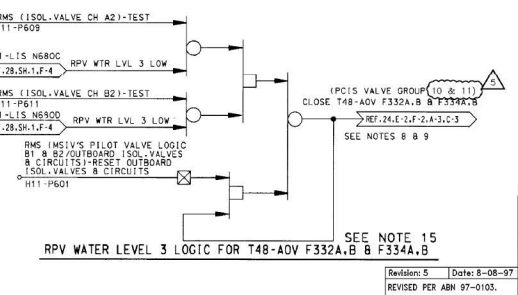 RMS (ISOL.VALVE CH A2)-TEST
H11-P609
-LIS N680C
RPV WTR LVL 3 LOW
.28.SH.1.F-4
RMS (ISOL.VALVE CH B2)-TEST
H11-P611
-LIS N680D
RPV WTR LVL 3 LOW
.28.SH.1.F-4
5
(PCIS VALVE GROUP 10 & 11)
CLOSE T48-AOV F332A.B & F334A.B
REF.24.E-2.F-2.A-3.C-3
SEE NOTES 8 & 9
RMS (MSIV'S PILOT VALVE LOGIC
B1 & B2/OUTBOARD ISOL.VALVES
& CIRCUITS)-RESET OUTBOARD
ISOL.VALVES & CIRCUITS
H11-P601
SEE NOTE 15
RPV WATER LEVEL 3 LOGIC FOR T48-AOV F332A.B & F334A.B
Revision: 5 Date: 8-08-97
REVISED PER ABN 97-0103.